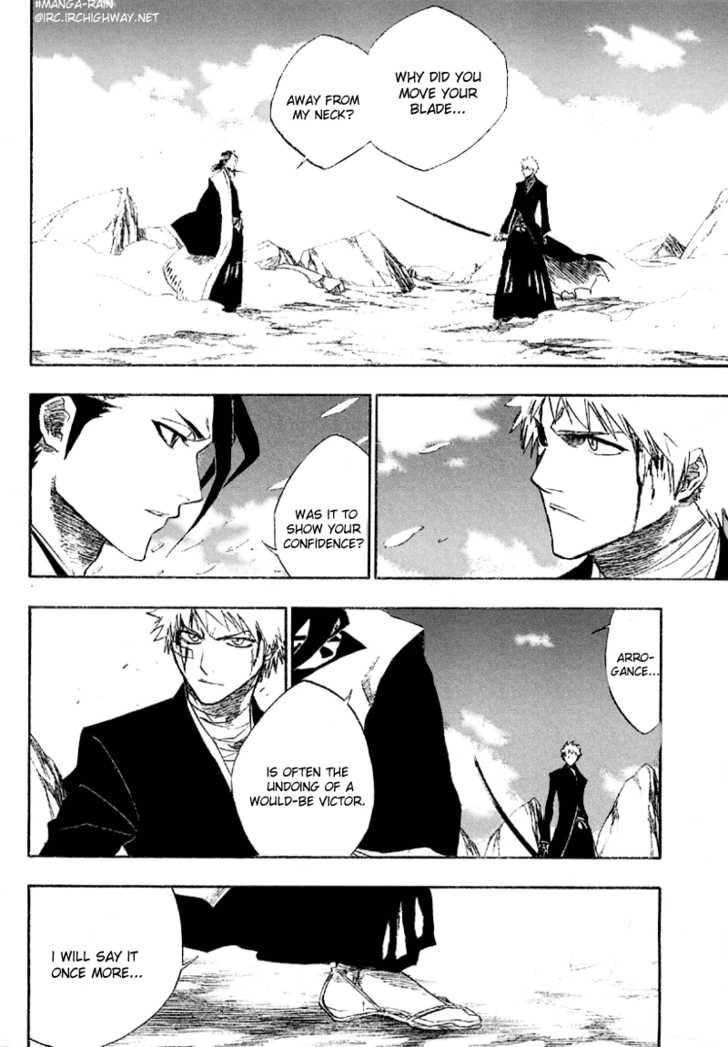 #MANGA-RAIN
@IRC.IRCHIGHWAY.NET
WHY DID YOU
MOVE YOUR
BLADE...
AWAY FROM
MY NECK?
WAS IT TO
SHOW YOUR
CONFIDENCE?
ARRO-
GANCE...
IS OFTEN THE
UNDOING OF A
WOULD-BE VICTOR.
I WILL SAY IT
ONCE MORE...